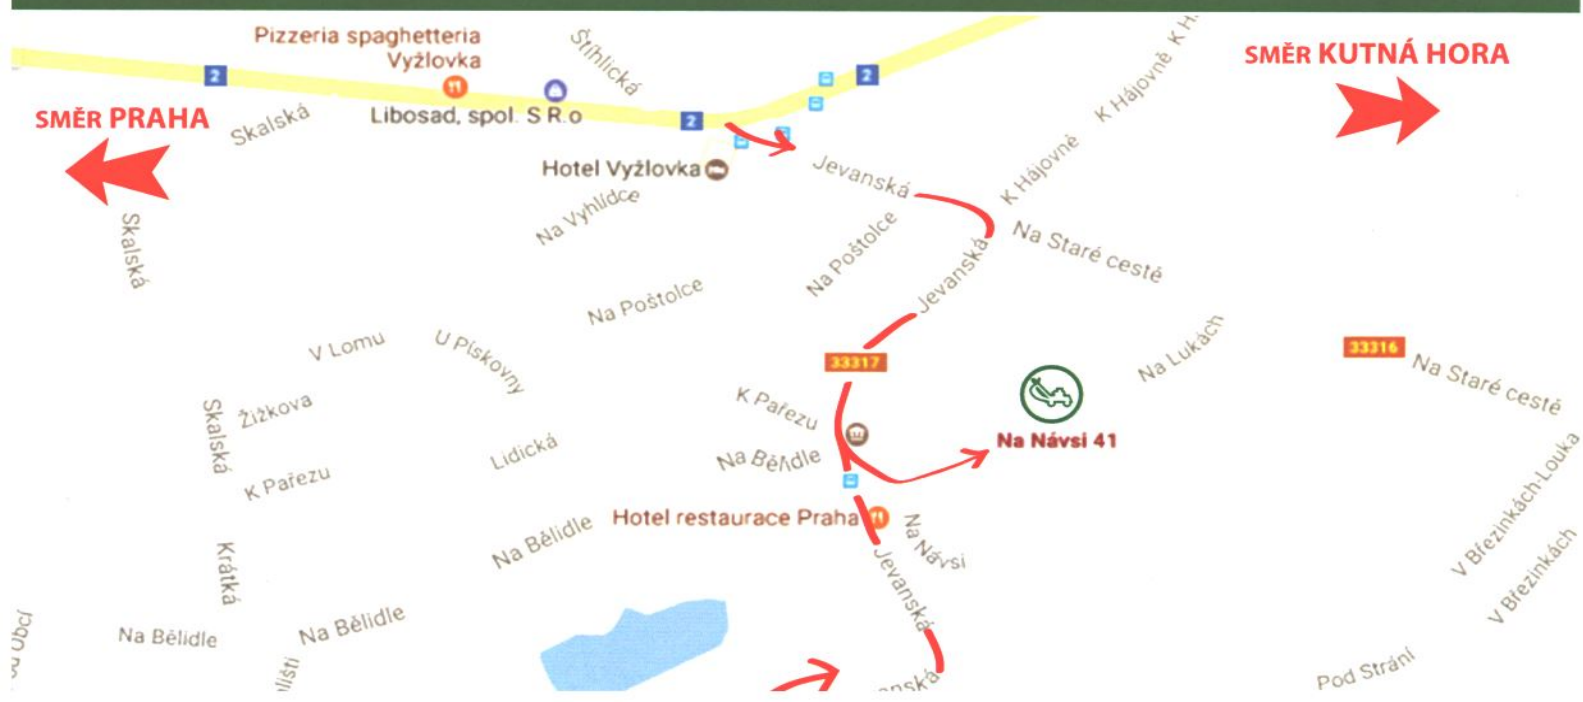 Pizzeria spaghetteria
Vyžlovka
Štíhlická
SMĚR KUTNÁ HORA
2
2
SMĚR PRAHA
Skalská
Libosad, spol. S R.o
2
K Hájovně
K Hájovně
Hotel Vyžlovka
Jevanská
Na Vyhlídce
Skalská
Na Poštolce
Na Staré cestě
Jevanská
Na Poštolce
V Lomu
U Pískovny
33317
Na Lukách
33316
Na Staré cestě
Žižkova
Skalská
K Pařezu
Na Návsi 41
Lidická
Na Bělidle
K Pařezu
V Březinkách-Louka
Hotel restaurace Praha
Na Návsi
Na Bělidle
Krátká
Jevanská
V Březinkách
Na Bělidle
Na Bělidle
Pod Strání